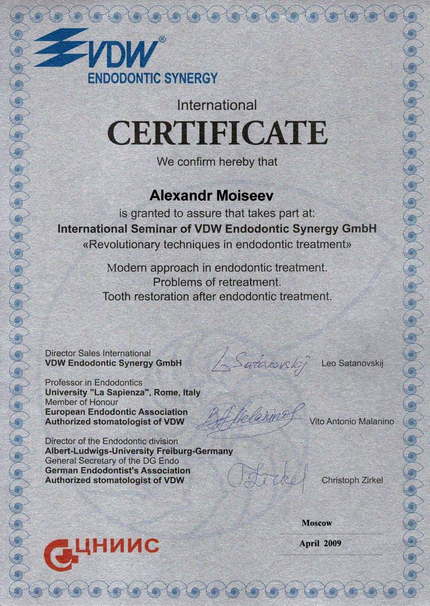 VDW®
ENDODONTIC SYNERGY
International
CERTIFICATE
We confirm hereby that
Alexandr Moiseev
is granted to assure that takes part at:
International Seminar of VDW Endodontic Synergy GmbH
«Revolutionary techniques in endodontic treatment»
Modern approach in endodontic treatment.
Problems of retreatment.
Tooth restoration after endodontic treatment.
Director Sales International
VDW Endodontic Synergy GmbH
Leo Satanovskij
Professor in Endodontics
University "La Sapienza", Rome, Italy
Member of Honour
European Endodontic Association
Authorized stomatologist of VDW
Vito Antonio Malanino
Director of the Endodontic division
Albert-Ludwigs-University Freiburg-Germany
General Secretary of the DG Endo
German Endodontist's Association
Authorized stomatologist of VDW
Christoph Zirkel
Moscow
April 2009
ЦНИИС